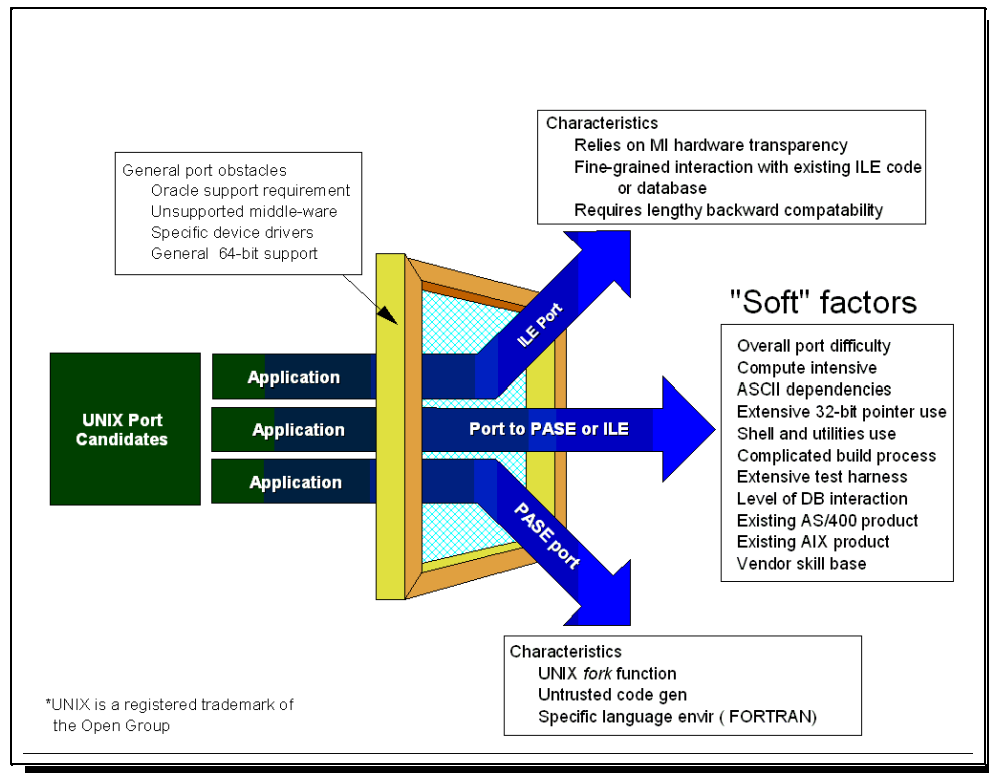 Characteristics
Relies on MI hardware transparency
Fine-grained interaction with existing ILE code
or database
Requires lengthy backward compatability
General port obstacles
Oracle support requirement
Unsupported middle-ware
Specific device drivers
General 64-bit support
"Soft" factors
Overall port difficulty
Compute intensive
ASCII dependencies
Extensive 32-bit pointer use
Shell and utilities use
Complicated build process
Extensive test harness
Level of DB interaction
Existing AS/400 product
Existing AIX product
Vendor skill base
UNIX Port
Candidates
Application
Application
Application
ILE Port
Port to PASE or ILE
PASE port
Characteristics
UNIX fork function
Untrusted code gen
Specific language envir ( FORTRAN)
*UNIX is a registered trademark of
the Open Group